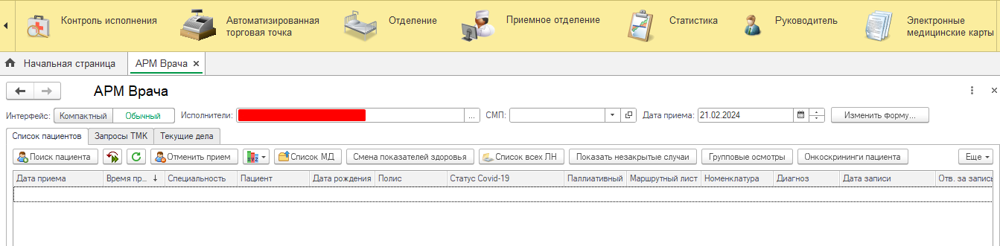 Контроль исполнения
Автоматизированная
торговая точка
Отделение
Приемное отделение
Статистика
Руководитель
Электронные
медицинские карты
Начальная страница
АРМ Врача
АРМ Врача
Интерфейс: Компактный Обычный Исполнители: ... СМП: Дата приема: 21.02.2024 Изменить форму...
Список пациентов Запросы ТМК Текущие дела
Поиск пациента Отменить прием XYZ Список МД Смена показателей здоровья Список всех ЛН Показать незакрытые случаи Групповые осмотры Онкоскрининги пациента Еще
Дата приема Время пр... Специальность Пациент Дата рождения Полис Статус Covid-19 Паллиативный Маршрутный лист Номенклатура Диагноз Дата записи Отв. за запись